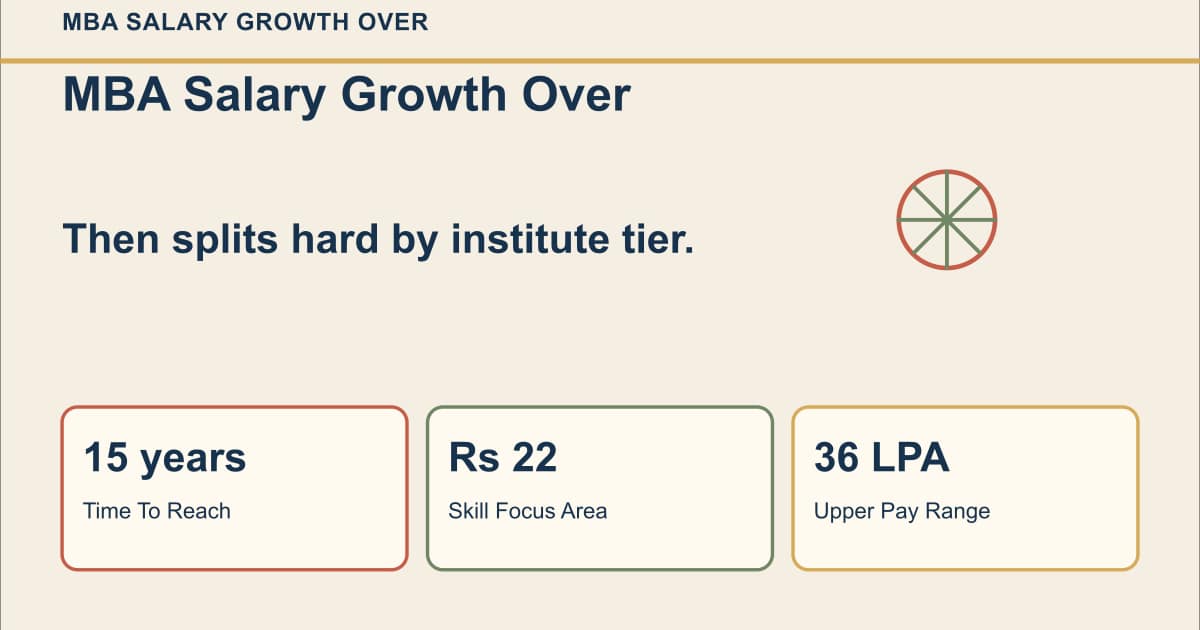 MBA SALARY GROWTH OVER
MBA Salary Growth Over
Then splits hard by institute tier.
15 years
Time To Reach
Rs 22
Skill Focus Area
36 LPA
Upper Pay Range